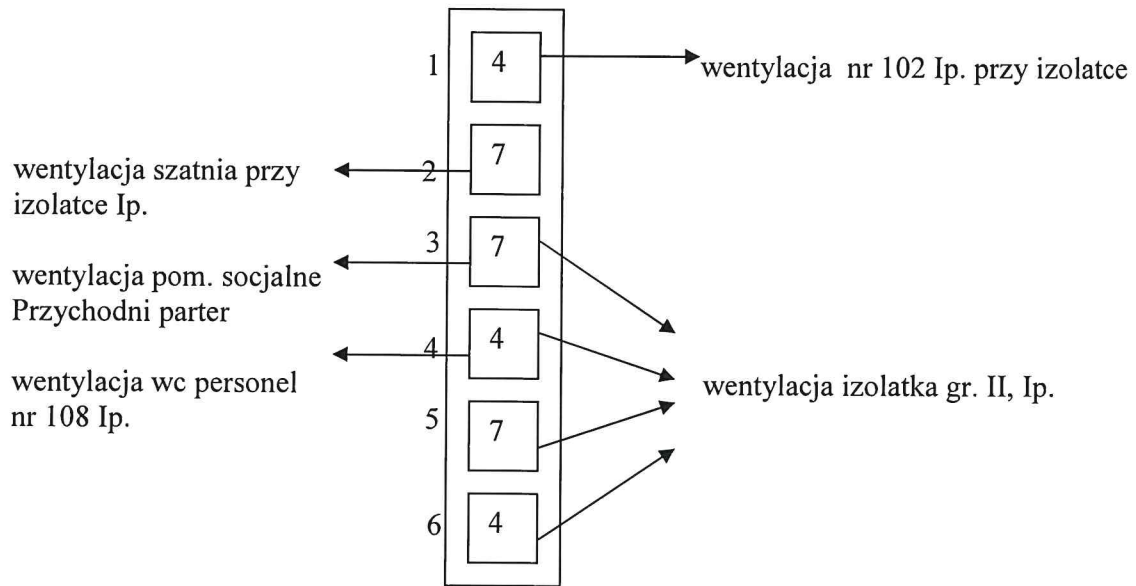 1
4
wentylacja nr 102 Ip. przy izolatce
wentylacja szatnia przy
izolatce Ip.
2
7
3
7
wentylacja pom. socjalne
Przychodni parter
4
4
wentylacja wc personel
nr 108 Ip.
wentylacja izolatka gr. II, Ip.
5
7
6
4